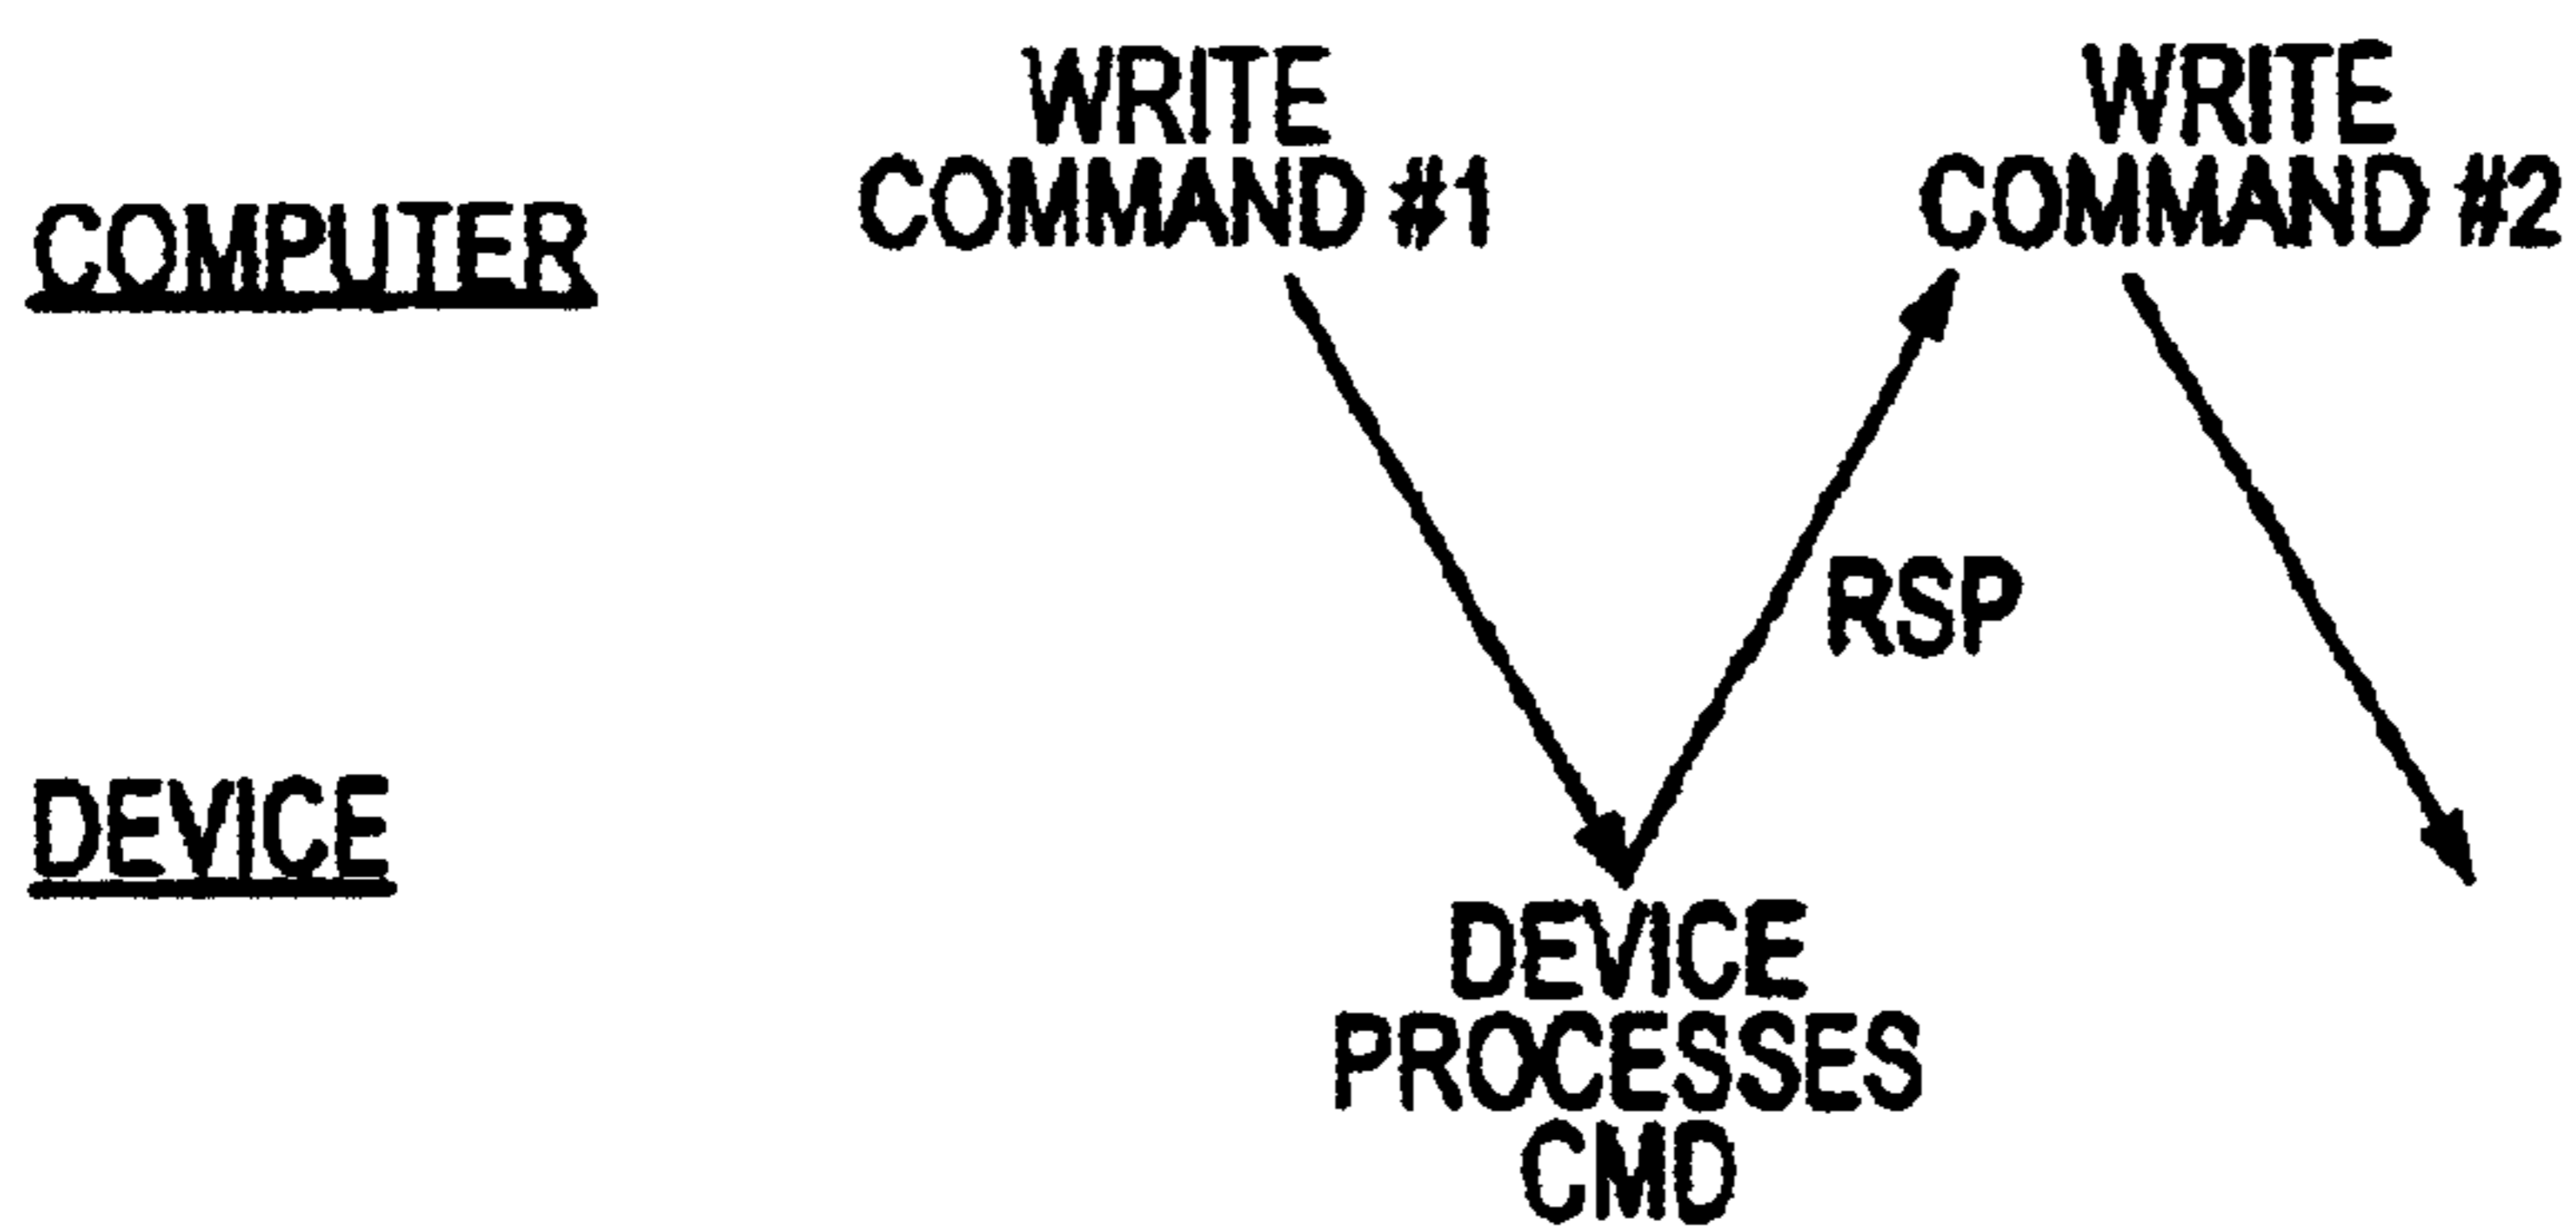 WRITE
COMMAND #1
WRITE
COMMAND #2
COMPUTER
RSP
DEVICE
DEVICE
PROCESSES
CMD